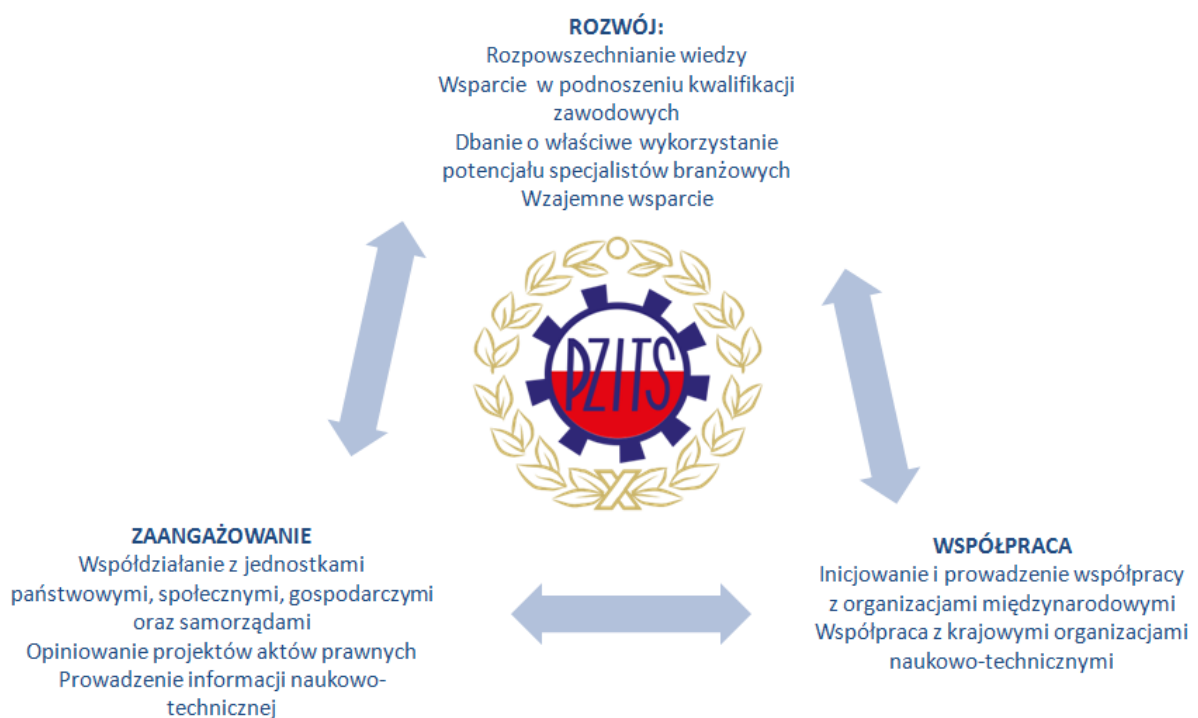 ROZWÓJ:
Rozpowszechnianie wiedzy
Wsparcie w podnoszeniu kwalifikacji
zawodowych
Dbanie o właściwe wykorzystanie
potencjału specjalistów branżowych
Wzajemne wsparcie
PZITS
ZAANGAŻOWANIE
Współdziałanie z jednostkami
państwowymi, społecznymi, gospodarczymi
oraz samorządami
Opiniowanie projektów aktów prawnych
Prowadzenie informacji naukowo-
technicznej
WSPÓŁPRACA
Inicjowanie i prowadzenie współpracy
z organizacjami międzynarodowymi
Współpraca z krajowymi organizacjami
naukowo-technicznymi